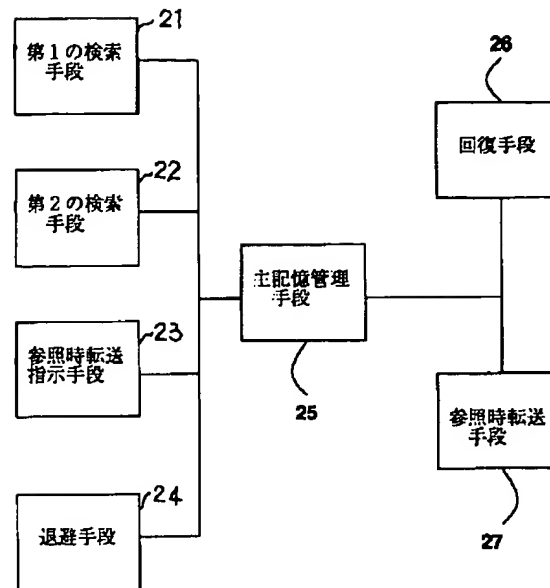 第1の検索
手段
21
第2の検索
手段
22
参照時転送
指示手段
23
退避手段
24
主記憶管理
手段
25
回復手段
26
参照時転送
手段
27